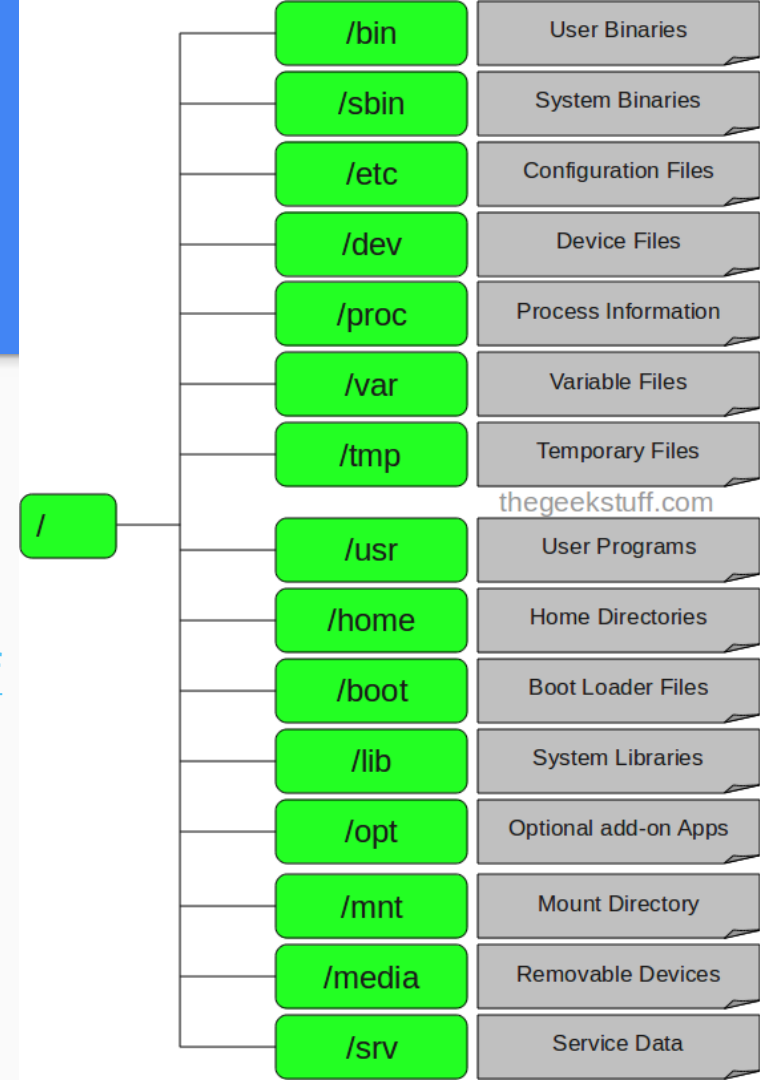 /bin User Binaries
/sbin System Binaries
/etc Configuration Files
/dev Device Files
/proc Process Information
/var Variable Files
/tmp Temporary Files
thegeekstuff.com
/
/usr User Programs
/home Home Directories
/boot Boot Loader Files
/lib System Libraries
/opt Optional add-on Apps
/mnt Mount Directory
/media Removable Devices
/srv Service Data